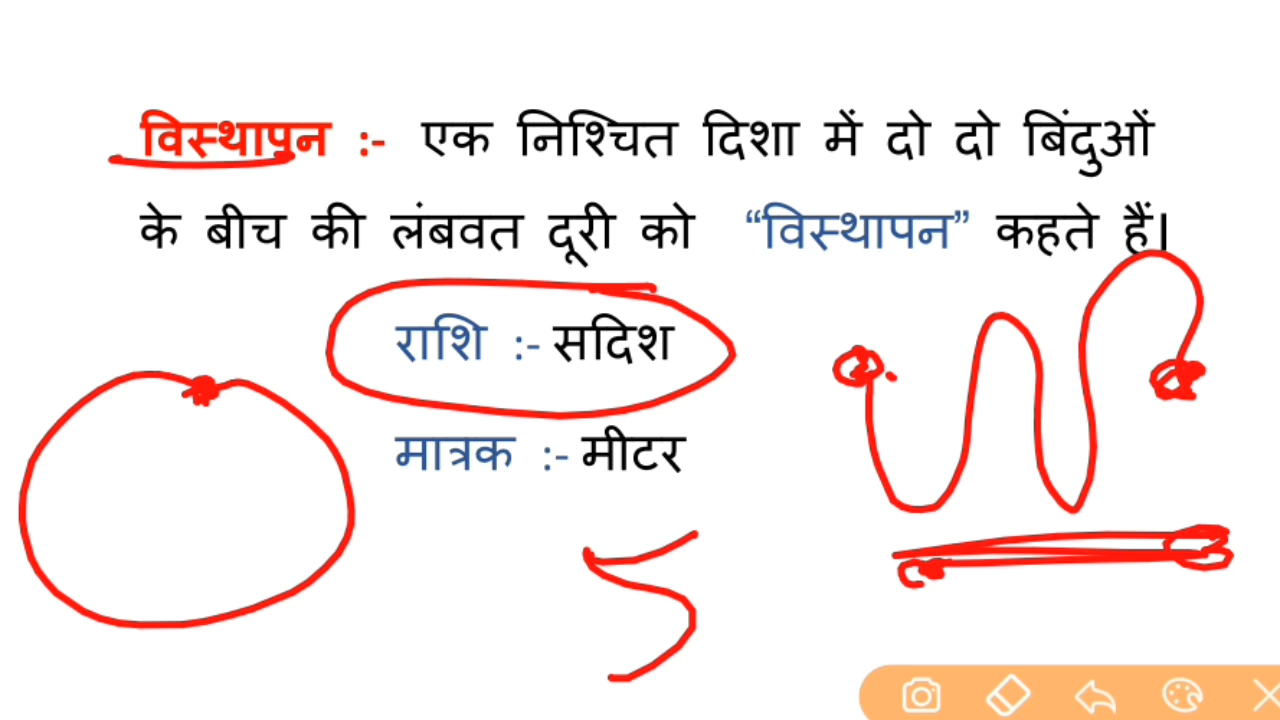 विस्थापन :- एक निश्चित दिशा में दो दो बिंदुओं
के बीच की लंबवत दूरी को “विस्थापन” कहते हैं।
राशि :- सदिश
मात्रक :- मीटर